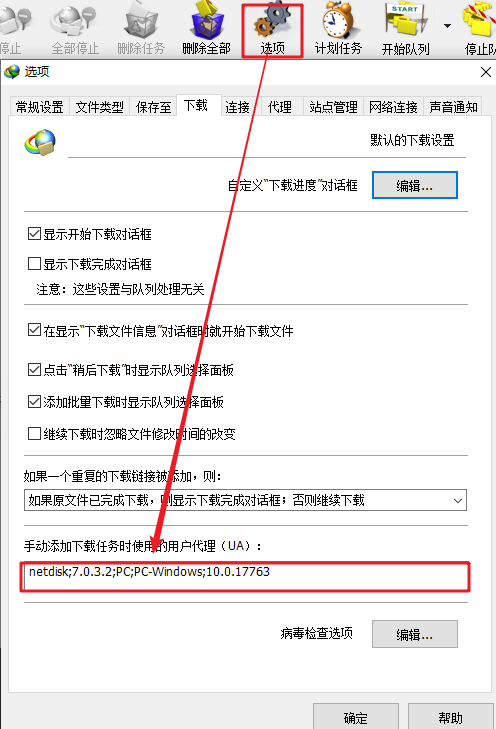 START
停止
全部停止
删除任务
删除全部
选项
计划任务
开始队列
停止队
选项
常规设置
文件类型
保存至
下载
连接
代理
站点管理
网络连接
声音通知
默认的下载设置
自定义“下载进度”对话框
编辑...
显示开始下载对话框
显示下载完成对话框
注意：这些设置与队列处理无关
在显示“下载文件信息”对话框时就开始下载文件
点击“稍后下载”时显示队列选择面板
添加批量下载时显示队列选择面板
继续下载时忽略文件修改时间的改变
如果一个重复的下载链接被添加，则：
如果原文件已完成下载，则显示下载完成对话框；否则继续下载
手动添加下载任务时使用的用户代理（UA）：
netdisk;7.0.3.2;PC;PC-Windows;10.0.17763
病毒检查选项
编辑...
确定
帮助